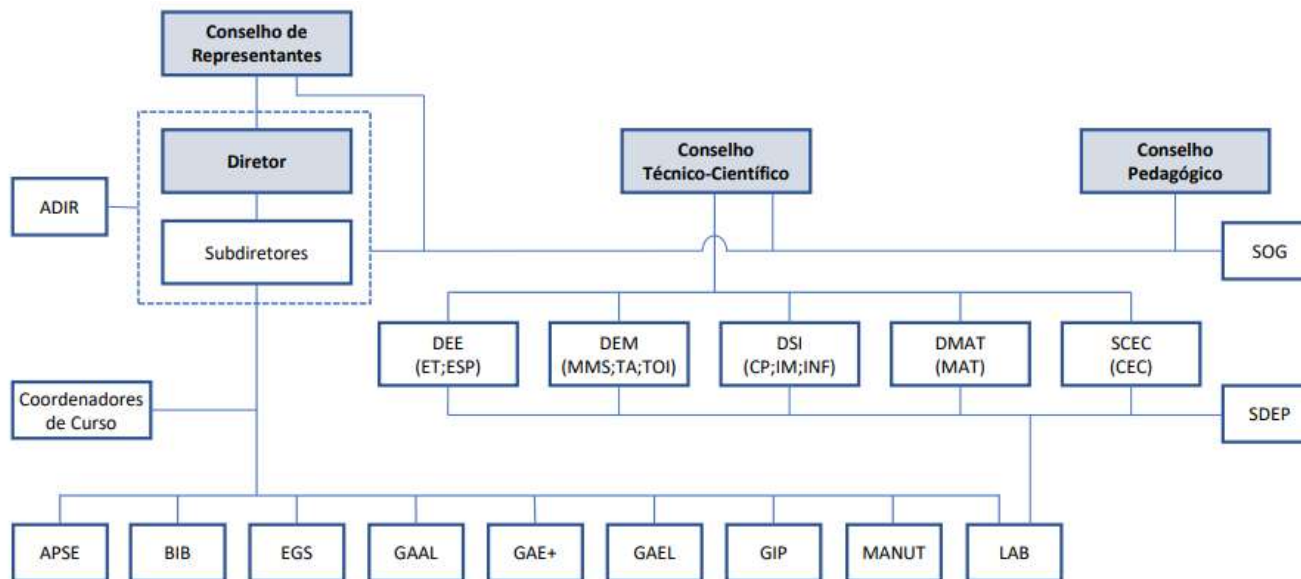 Conselho de
Representantes
Diretor
Conselho
Técnico-Científico
Conselho
Pedagógico
ADIR
Subdiretores
SOG
DEE
(ET;ESP)
DEM
(MMS;TA;TOI)
DSI
(CP;IM;INF)
DMAT
(MAT)
SCEC
(CEC)
Coordenadores
de Curso
SDEP
APSE
BIB
EGS
GAAL
GAE+
GAEL
GIP
MANUT
LAB